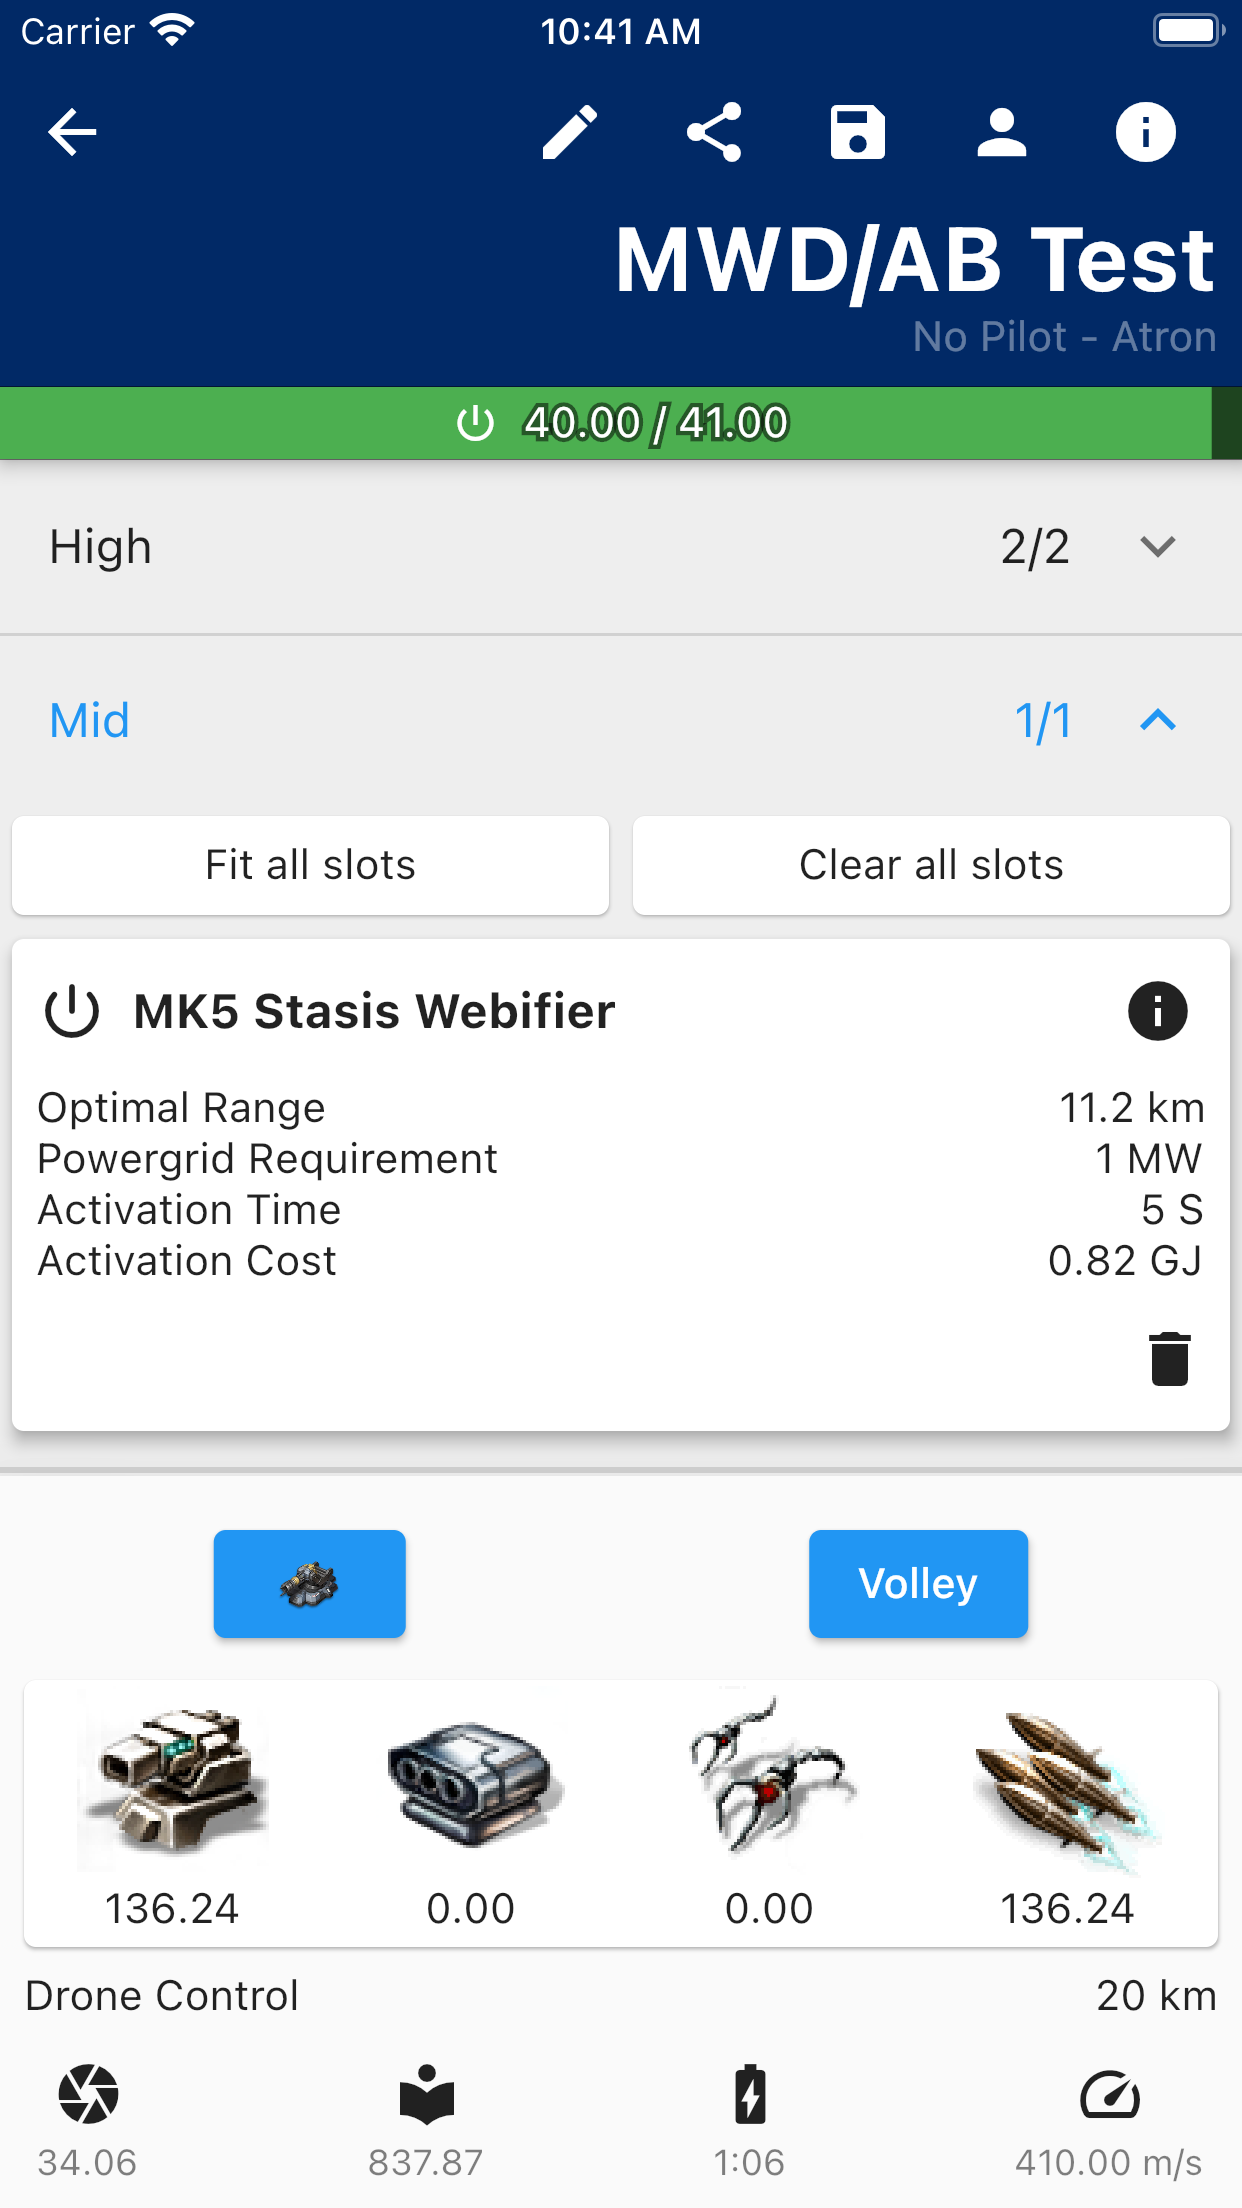 Carrier 10:41 AM
MWD/AB Test
No Pilot - Atron
40.00 / 41.00
High 2/2
Mid 1/1
Fit all slots Clear all slots
MK5 Stasis Webifier
Optimal Range 11.2 km
Powergrid Requirement 1 MW
Activation Time 5 S
Activation Cost 0.82 GJ
Volley
136.24 0.00 0.00 136.24
Drone Control 20 km
34.06 837.87 1:06 410.00 m/s